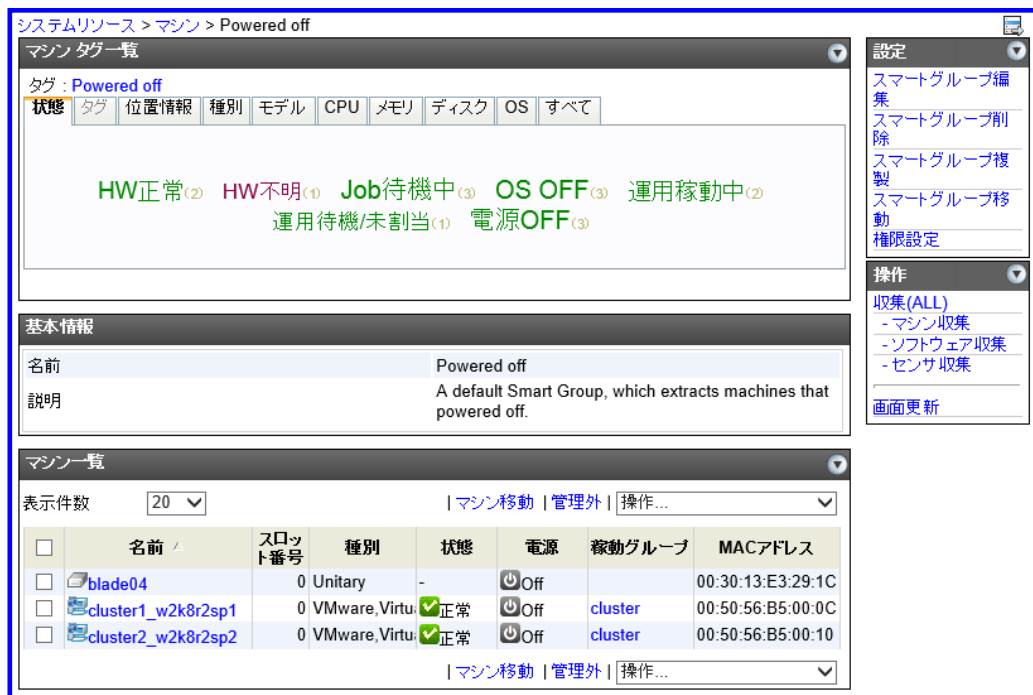 システムリソース > マシン > Powered off
マシン タグ一覧
タグ : Powered off
状態 タグ 位置情報 種別 モデル CPU メモリ ディスク OS すべて
HW正常(2) HW不明(1) Job待機中(3) OS OFF(3) 運用稼動中(2)
運用待機/未割当(1) 電源OFF(3)
基本情報
名前 Powered off
説明 A default Smart Group, which extracts machines that
powered off.
マシン一覧
表示件数 20 | マシン移動 | 管理外 | 操作...
名前 スロッ
ト番号 種別 状態 電源 稼動グループ MACアドレス
blade04 0 Unitary - Off 00:30:13:E3:29:1C
cluster1_w2k8r2sp1 0 VMware,Virtu 正常 Off cluster 00:50:56:B5:00:0C
cluster2_w2k8r2sp2 0 VMware,Virtu 正常 Off cluster 00:50:56:B5:00:10
| マシン移動 | 管理外 | 操作...
設定
スマートグループ編
集
スマートグループ削
除
スマートグループ複
製
スマートグループ移
動
権限設定
操作
収集(ALL)
- マシン収集
- ソフトウェア収集
- センサ収集
画面更新